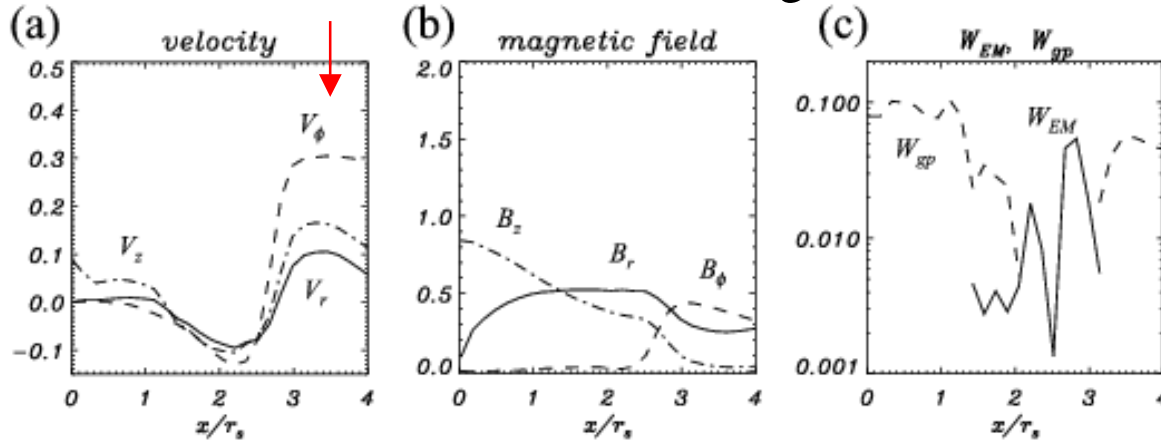 (a) velocity
0.5
0.4
0.3
0.2
0.1
0.0
-0.1
V_ϕ
V_z
V_r
0 1 2 3 4
x/r_s
(b) magnetic field
2.0
1.5
1.0
0.5
0.0
B_z
B_r
B_ϕ
0 1 2 3 4
x/r_s
(c) W_EM, W_gp
0.100
0.010
0.001
W_gp
W_EM
0 1 2 3 4
x/r_s